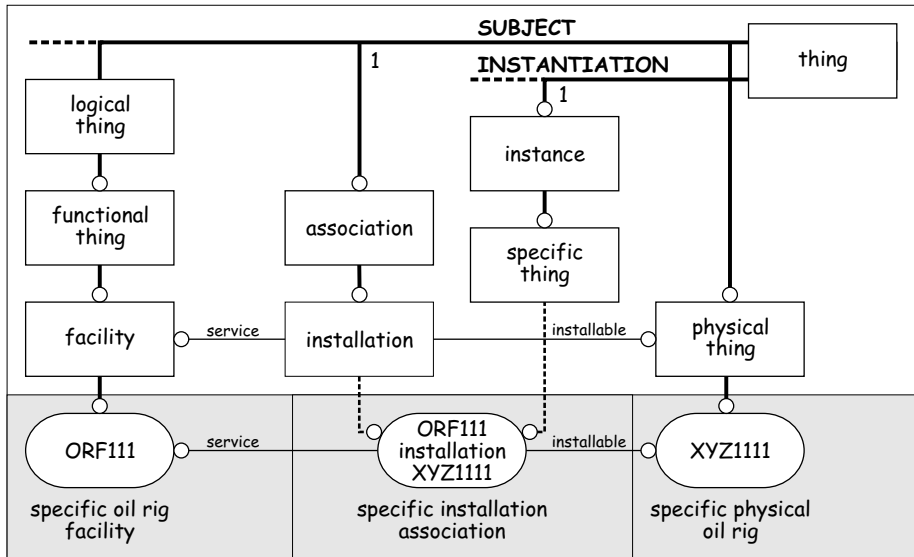 SUBJECT
1
INSTANTIATION
1
thing
logical
thing
instance
functional
thing
association
specific
thing
facility
service
installation
installable
physical
thing
ORF111
service
ORF111
installation
XYZ1111
installable
XYZ1111
specific oil rig
facility
specific installation
association
specific physical
oil rig